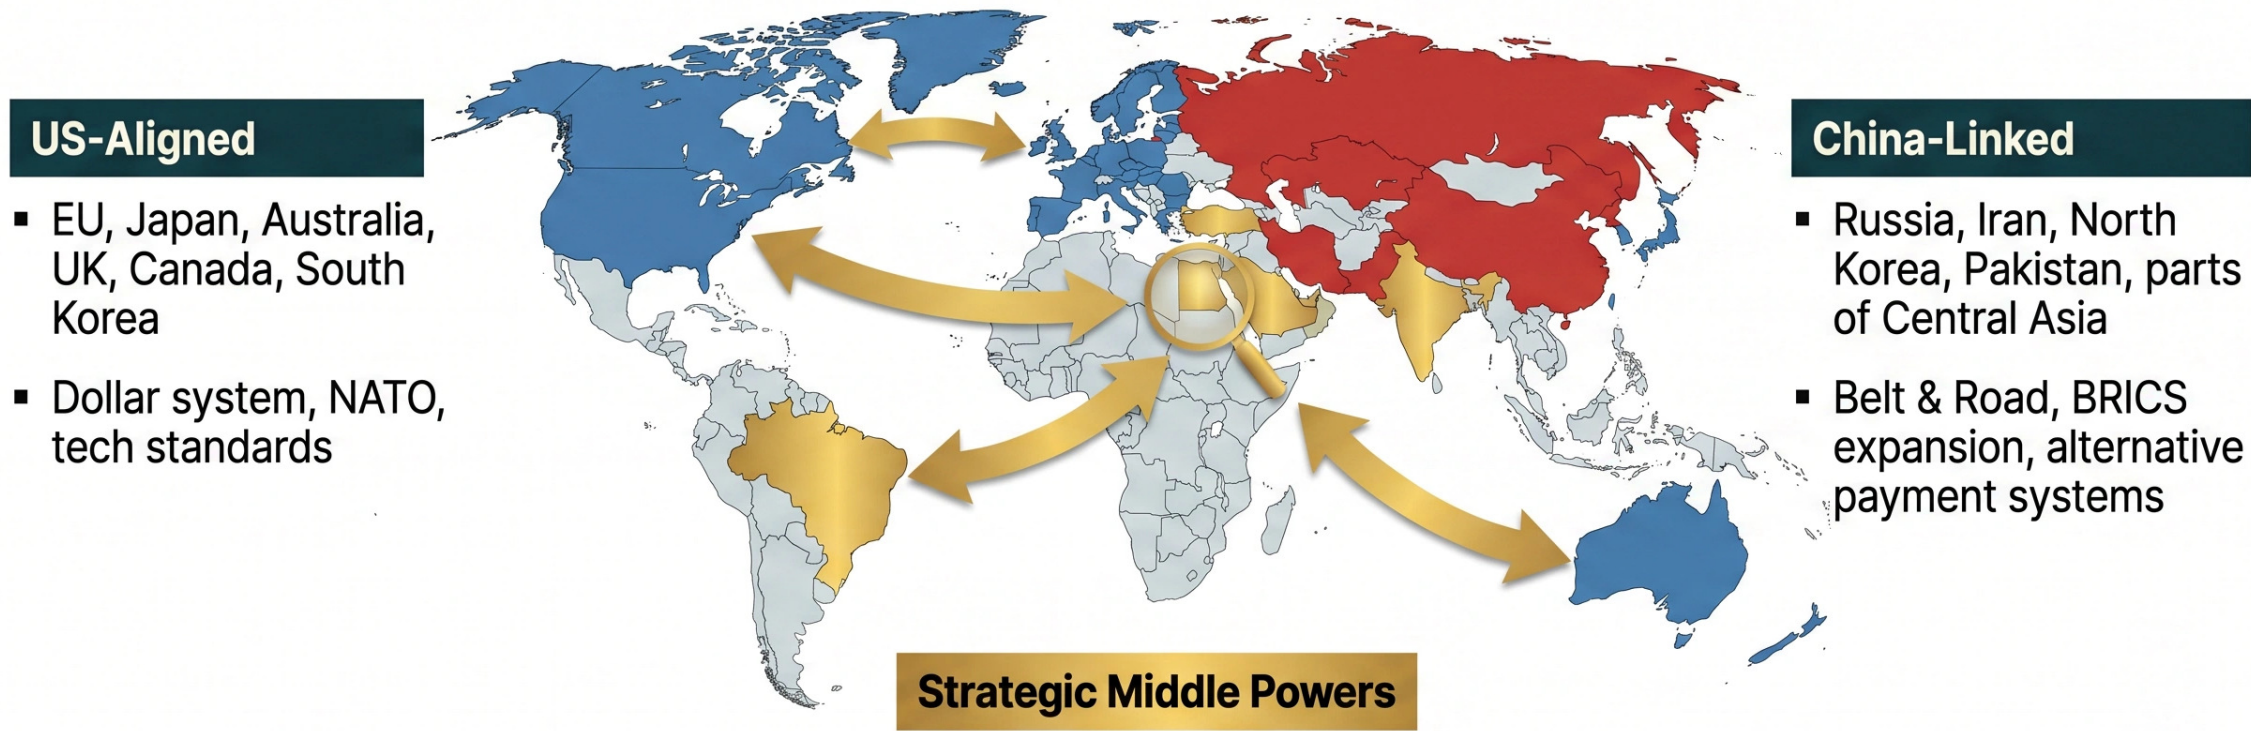 US-Aligned
▪ EU, Japan, Australia,
UK, Canada, South
Korea
▪ Dollar system, NATO,
tech standards
China-Linked
▪ Russia, Iran, North
Korea, Pakistan, parts
of Central Asia
▪ Belt & Road, BRICS
expansion, alternative
payment systems
Strategic Middle Powers